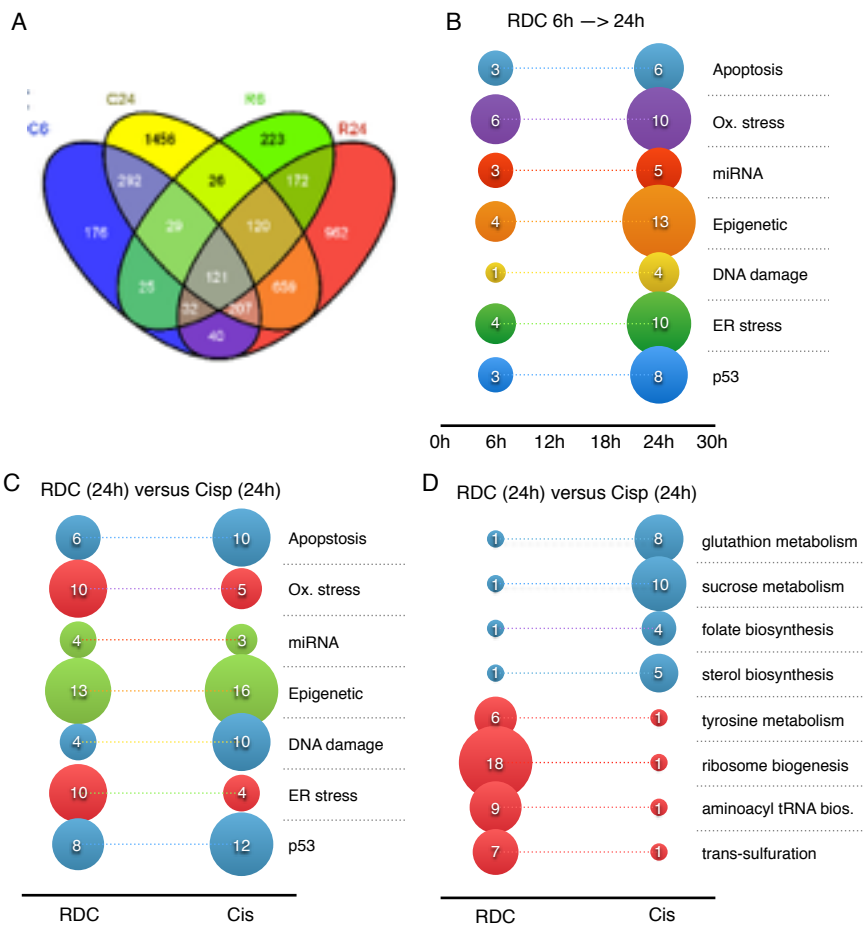 A
C24
R6
C6
R24
1456
223
292
26
172
176
29
120
962
121
25
659
32
207
40
B
RDC 6h —> 24h
3
6
Apoptosis
6
10
Ox. stress
3
5
miRNA
4
13
Epigenetic
1
4
DNA damage
4
10
ER stress
3
8
p53
0h 6h 12h 18h 24h 30h
C
RDC (24h) versus Cisp (24h)
6
10
Apopstosis
10
5
Ox. stress
4
3
miRNA
13
16
Epigenetic
4
10
DNA damage
10
4
ER stress
8
12
p53
RDC Cis
D
RDC (24h) versus Cisp (24h)
1
8
glutathion metabolism
1
10
sucrose metabolism
1
4
folate biosynthesis
1
5
sterol biosynthesis
6
1
tyrosine metabolism
18
1
ribosome biogenesis
9
1
aminoacyl tRNA bios.
7
1
trans-sulfuration
RDC Cis